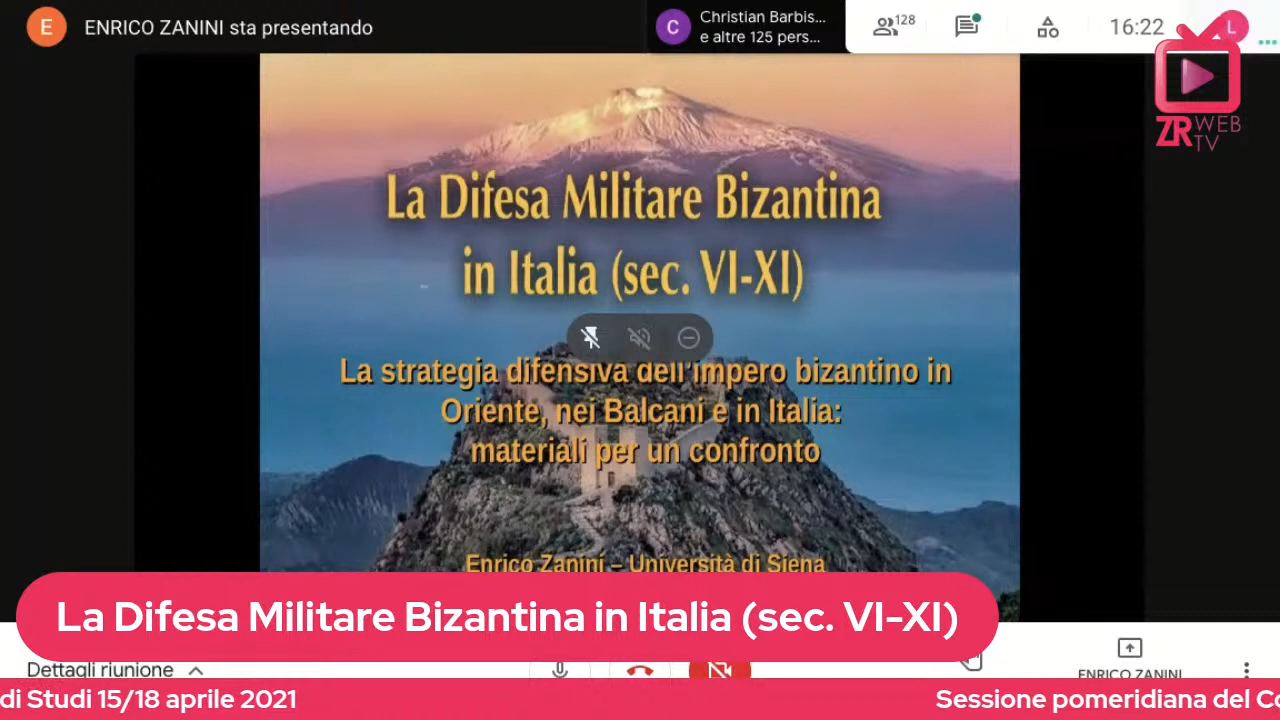 E ENRICO ZANINI sta presentando
C Christian Barbis...
e altre 125 pers...
128
16:22
L
ZR WEB
TV
La Difesa Militare Bizantina
in Italia (sec. VI-XI)
La strategia difensiva dell'impero bizantino in
Oriente, nei Balcani e in Italia:
materiali per un confronto
Enrico Zanini – Università di Siena
La Difesa Militare Bizantina in Italia (sec. VI-XI)
Dettagli riunione
ENRICO ZANINI
di Studi 15/18 aprile 2021
Sessione pomeridiana del Co